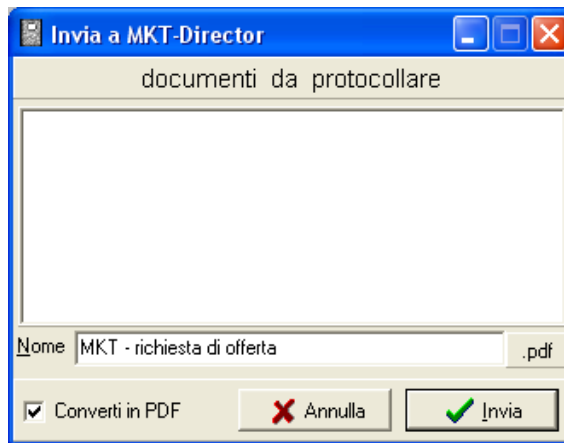 Invia a MKT-Director
documenti da protocollare
Nome MKT - richiesta di offerta .pdf
Converti in PDF Annulla Invia